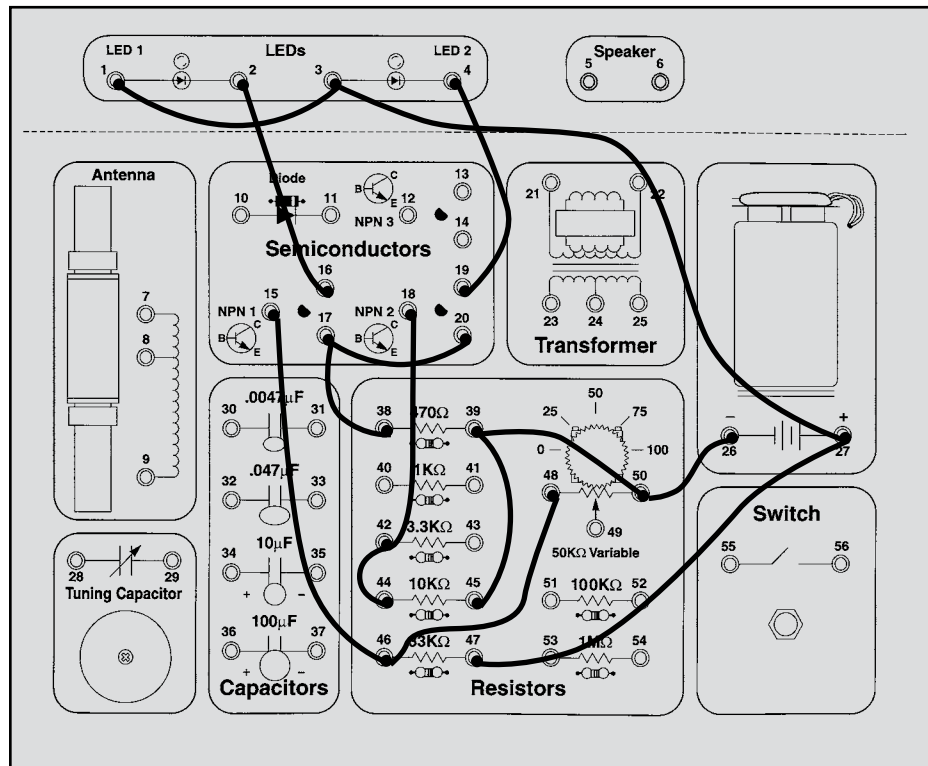 LED 1 LEDs LED 2
1 2 3 4
Speaker
5 6
Antenna
7
8
9
Diode
10 11
B C E
NPN 3
12 13
14
Semiconductors
15 16
NPN 1
B C E
17
18 19
NPN 2
B C E
20
21 22
23 24 25
Transformer
− +
26 27
28 29
Tuning Capacitor
.0047µF
30 31
.047µF
32 33
10µF
34 35
+ −
100µF
36 37
+ −
Capacitors
470Ω
38 39
1KΩ
40 41
3.3KΩ
42 43
10KΩ
44 45
33KΩ
46 47
50
25 75
0 100
48 50
49
50KΩ Variable
100KΩ
51 52
1MΩ
53 54
Resistors
Switch
55 56